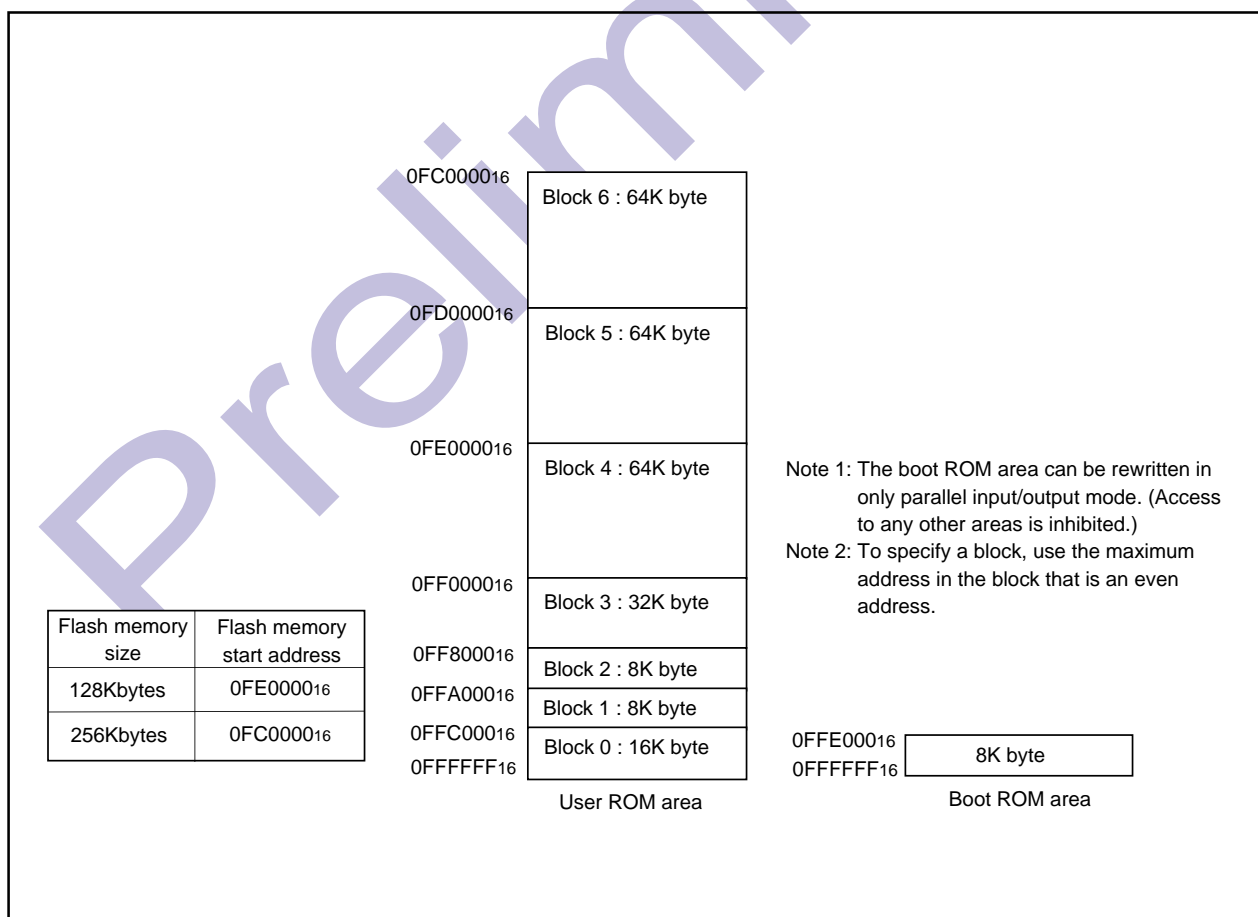 Prelimi
0FC000016
Block 6 : 64K byte
0FD000016
Block 5 : 64K byte
0FE000016
Block 4 : 64K byte
0FF000016
Block 3 : 32K byte
0FF800016
Block 2 : 8K byte
0FFA00016
Block 1 : 8K byte
0FFC00016
Block 0 : 16K byte
0FFFFFF16
User ROM area
Note 1: The boot ROM area can be rewritten in
only parallel input/output mode. (Access
to any other areas is inhibited.)
Note 2: To specify a block, use the maximum
address in the block that is an even
address.
Flash memory size Flash memory start address
128Kbytes 0FE000016
256Kbytes 0FC000016
0FFE00016
8K byte
0FFFFFF16
Boot ROM area